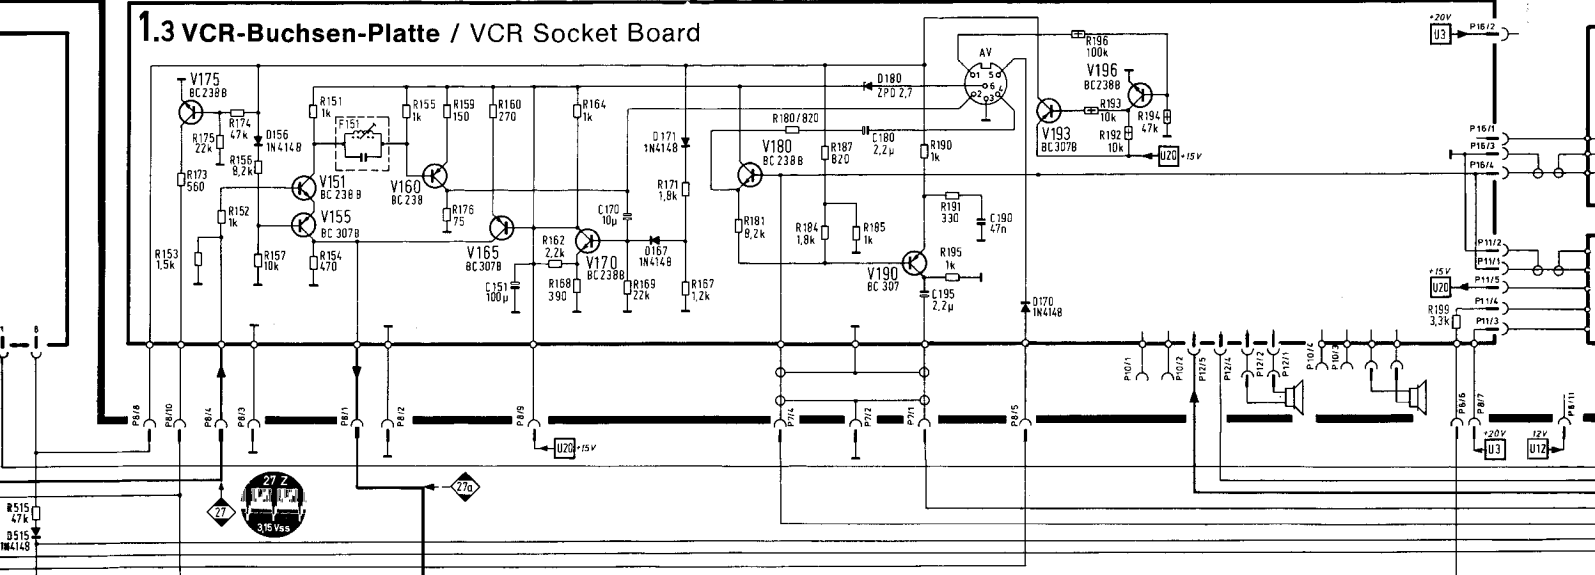 1.3 VCR-Buchsen-Platte / VCR Socket Board
V175
BC238B
R174
47k
R175
22k
D156
1N4148
R156
8,2k
R173
560
R152
1k
R153
1,5k
R157
10k
R151
1k
F151
R155
1k
R159
150
R160
270
R164
1k
V151
BC238B
V155
BC307B
R154
470
V160
BC238
R176
75
V165
BC307B
C151
100µ
R162
2,2k
R168
390
V170
BC238B
C170
10µ
R169
22k
D167
1N4148
D171
1N4148
R171
1,8k
R167
1,2k
D180
ZPD 2,7
R180/820
C180
2,2µ
V180
BC238B
R181
8,2k
R187
820
R184
1,8k
R185
1k
R190
1k
R191
330
C190
47n
V190
BC 307
R195
1k
C195
2,2µ
AV
1 5
6
2 3 4
R196
100k
V196
BC238B
R193
10k
R194
47k
R192
10k
V193
BC307B
U20 +15V
D170
1N4148
+20V
U3
P16/2
P16/1
P16/3
P16/4
P11/2
P11/1
+15V
U20
P11/5
P11/4
P11/3
R199
3,3k
P8/8
P8/10
P8/4
P8/3
P8/1
P8/2
P8/9
P7/4
P7/2
P7/1
P8/5
P10/1
P10/2
P12/5
P12/4
P12/2
P12/1
P10/4
P10/3
P8/6
P8/7
P8/11
U20 +15V
+20V
U3
12V
U12
8
27
27 Z
3,15 Vss
27a
R515
47k
D515
1N4148